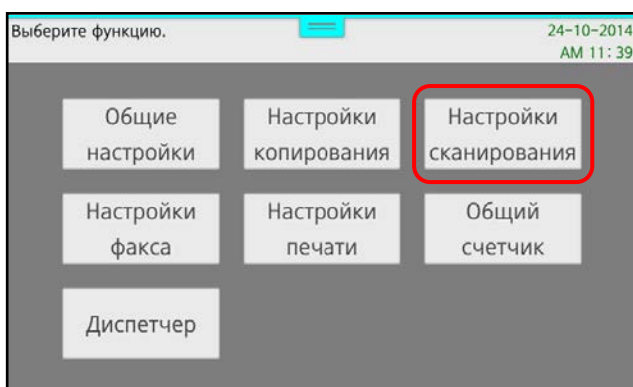 Выберите функцию.
24-10-2014
AM 11:39
Общие
настройки
Настройки
копирования
Настройки
сканирования
Настройки
факса
Настройки
печати
Общий
счетчик
Диспетчер